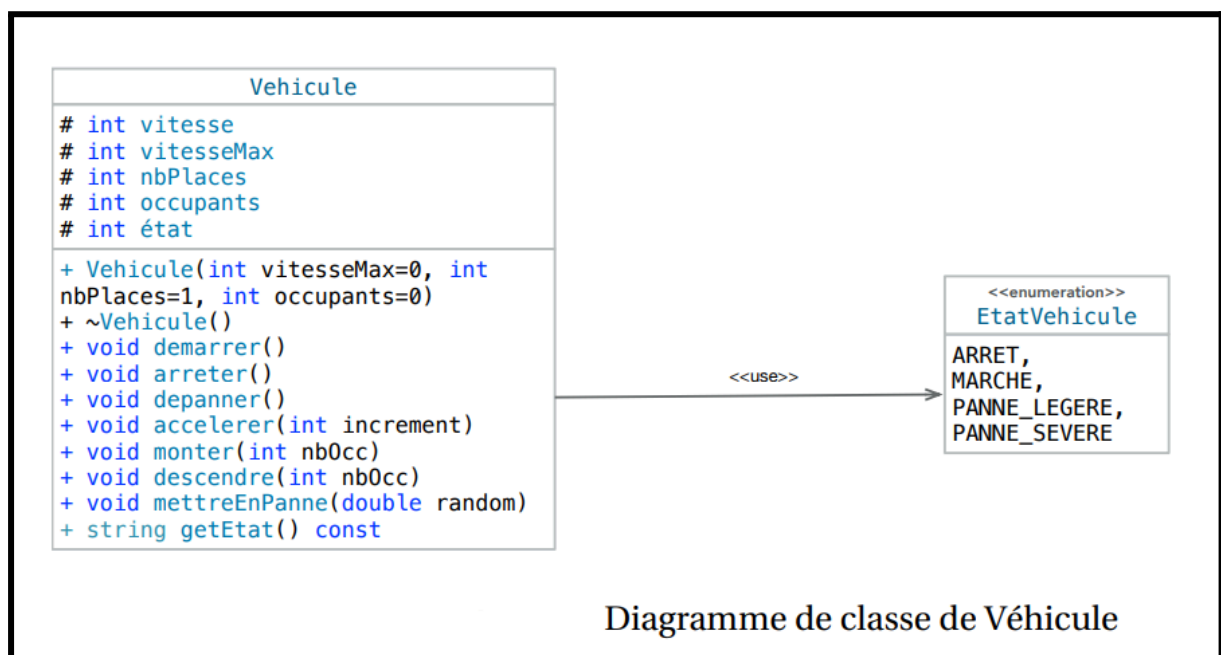 Vehicule
# int vitesse
# int vitesseMax
# int nbPlaces
# int occupants
# int état
+ Vehicule(int vitesseMax=0, int
nbPlaces=1, int occupants=0)
+ ~Vehicule()
+ void demarrer()
+ void arreter()
+ void depanner()
+ void accelerer(int increment)
+ void monter(int nbOcc)
+ void descendre(int nbOcc)
+ void mettreEnPanne(double random)
+ string getEtat() const
<<use>>
<<enumeration>>
EtatVehicule
ARRET,
MARCHE,
PANNE_LEGERE,
PANNE_SEVERE
Diagramme de classe de Véhicule